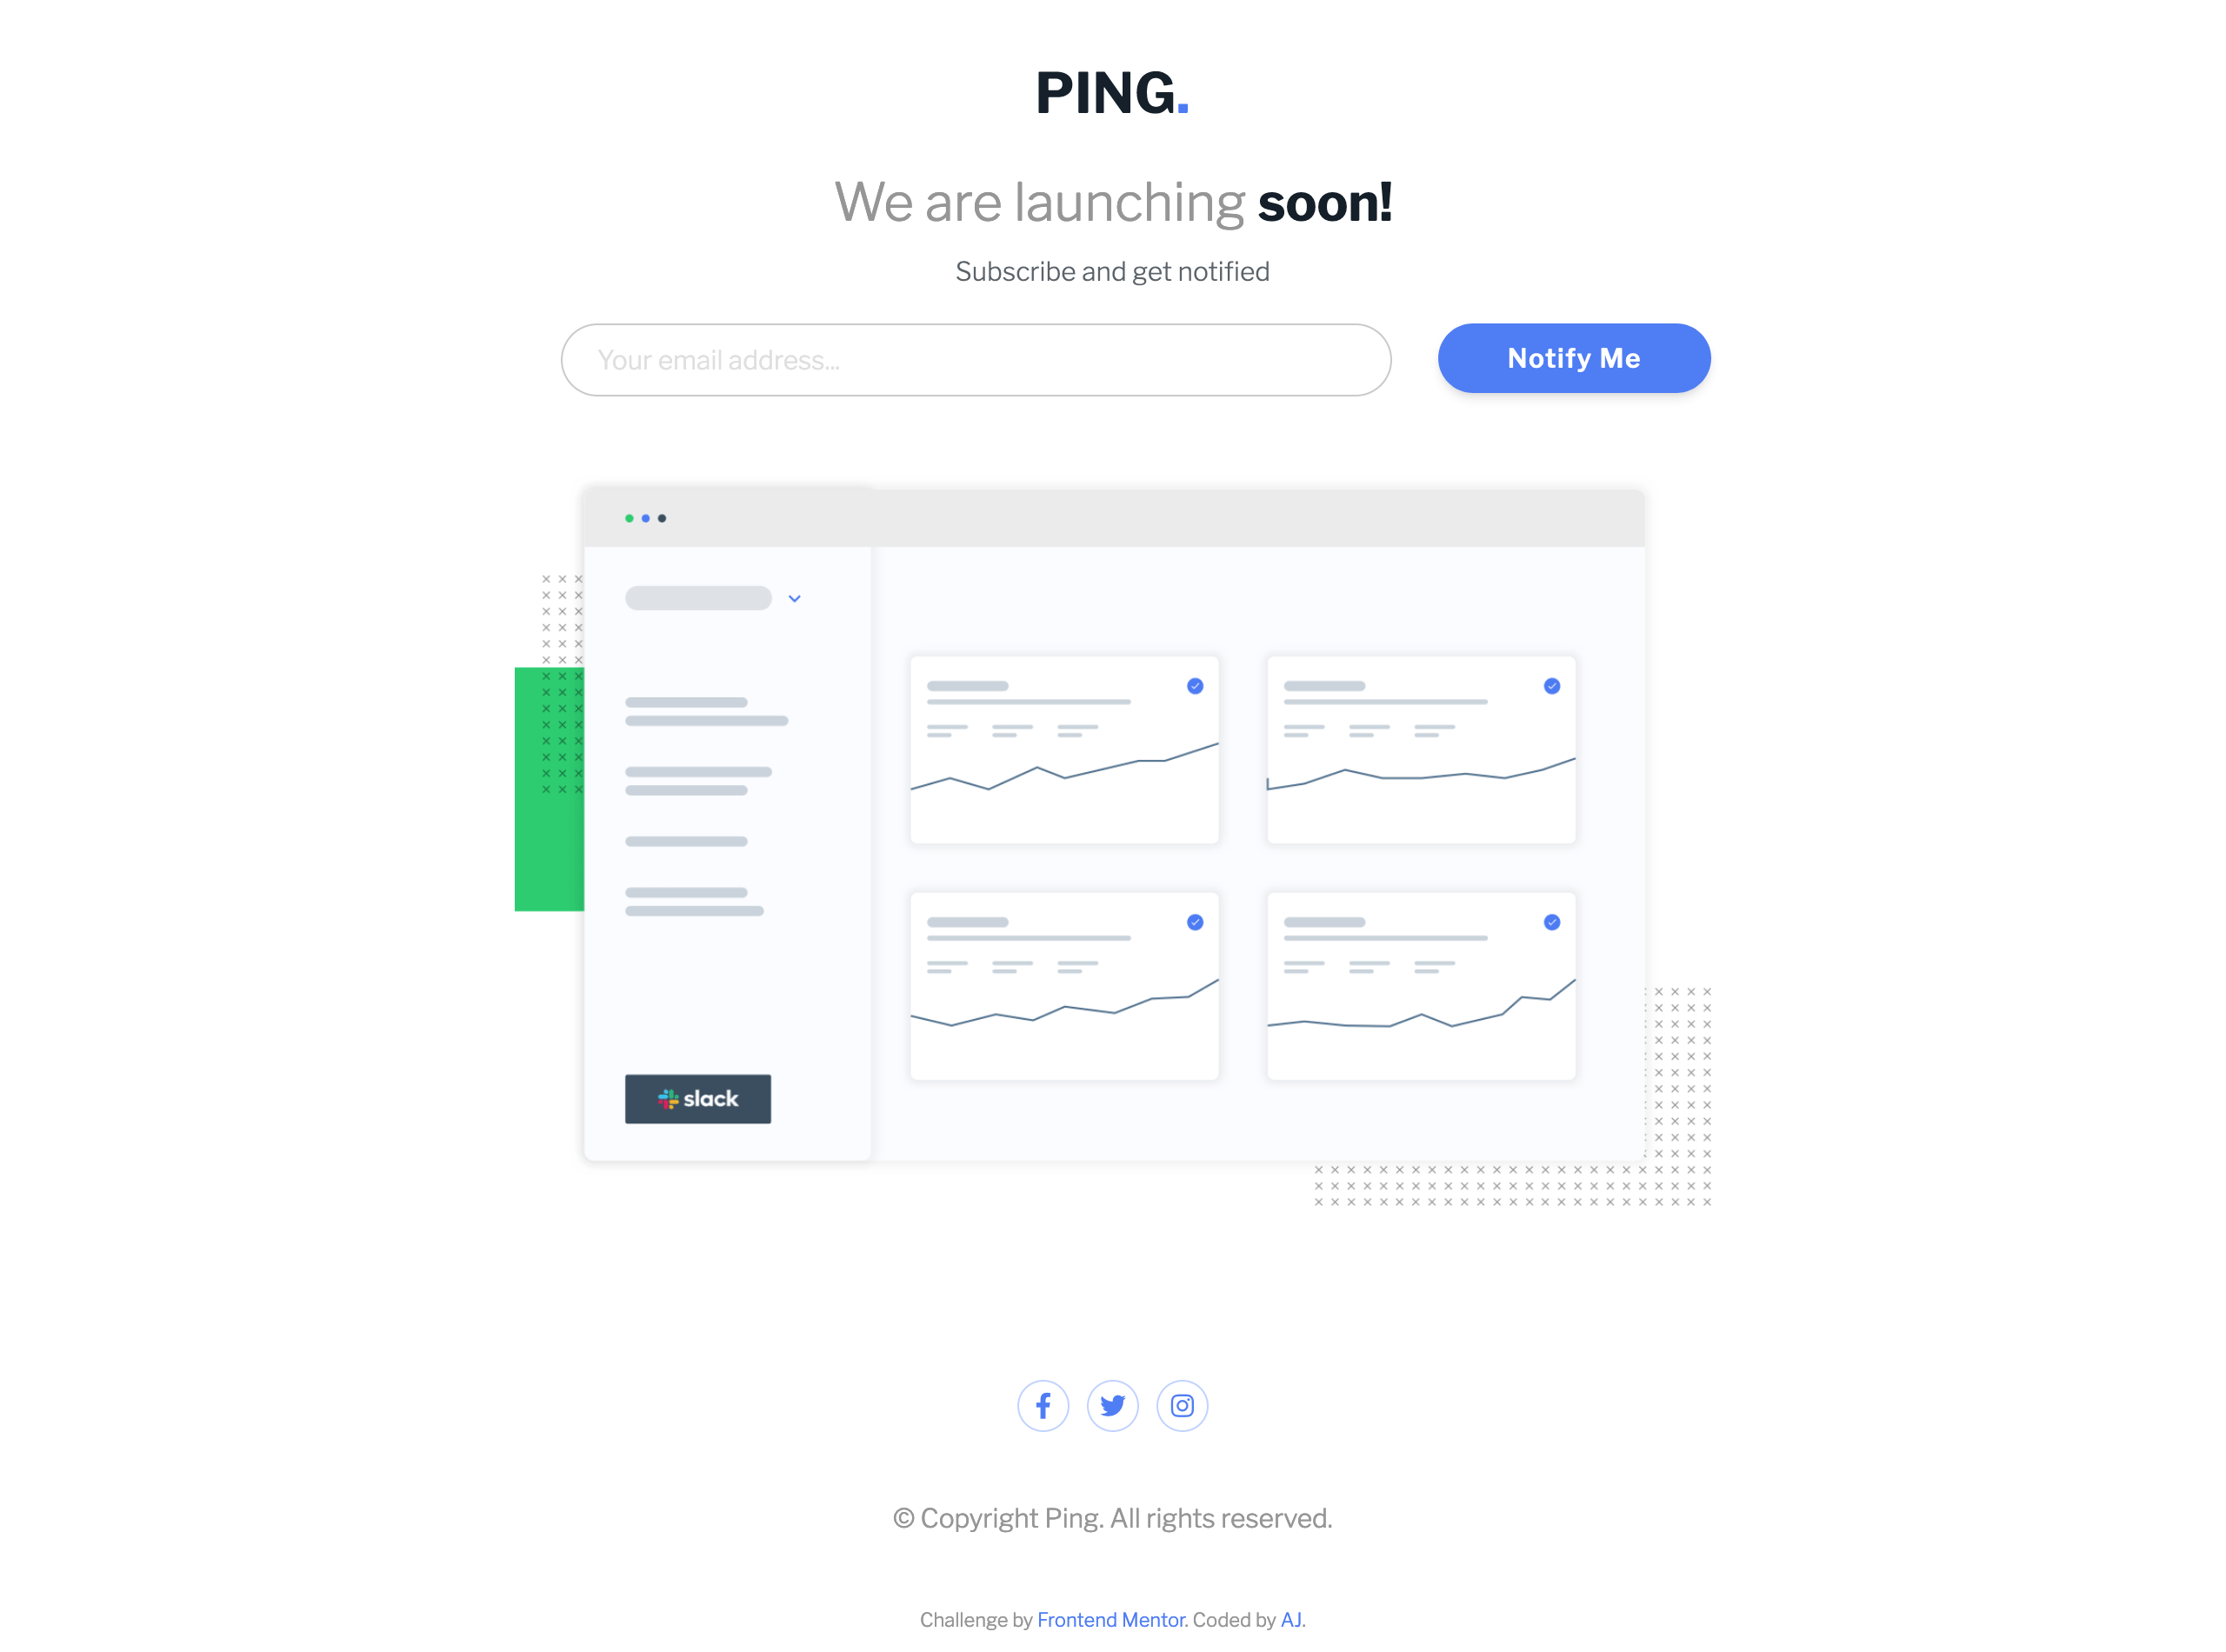 PING.
We are launching soon!
Subscribe and get notified
Your email address...
Notify Me
slack
© Copyright Ping. All rights reserved.
Challenge by Frontend Mentor. Coded by AJ.